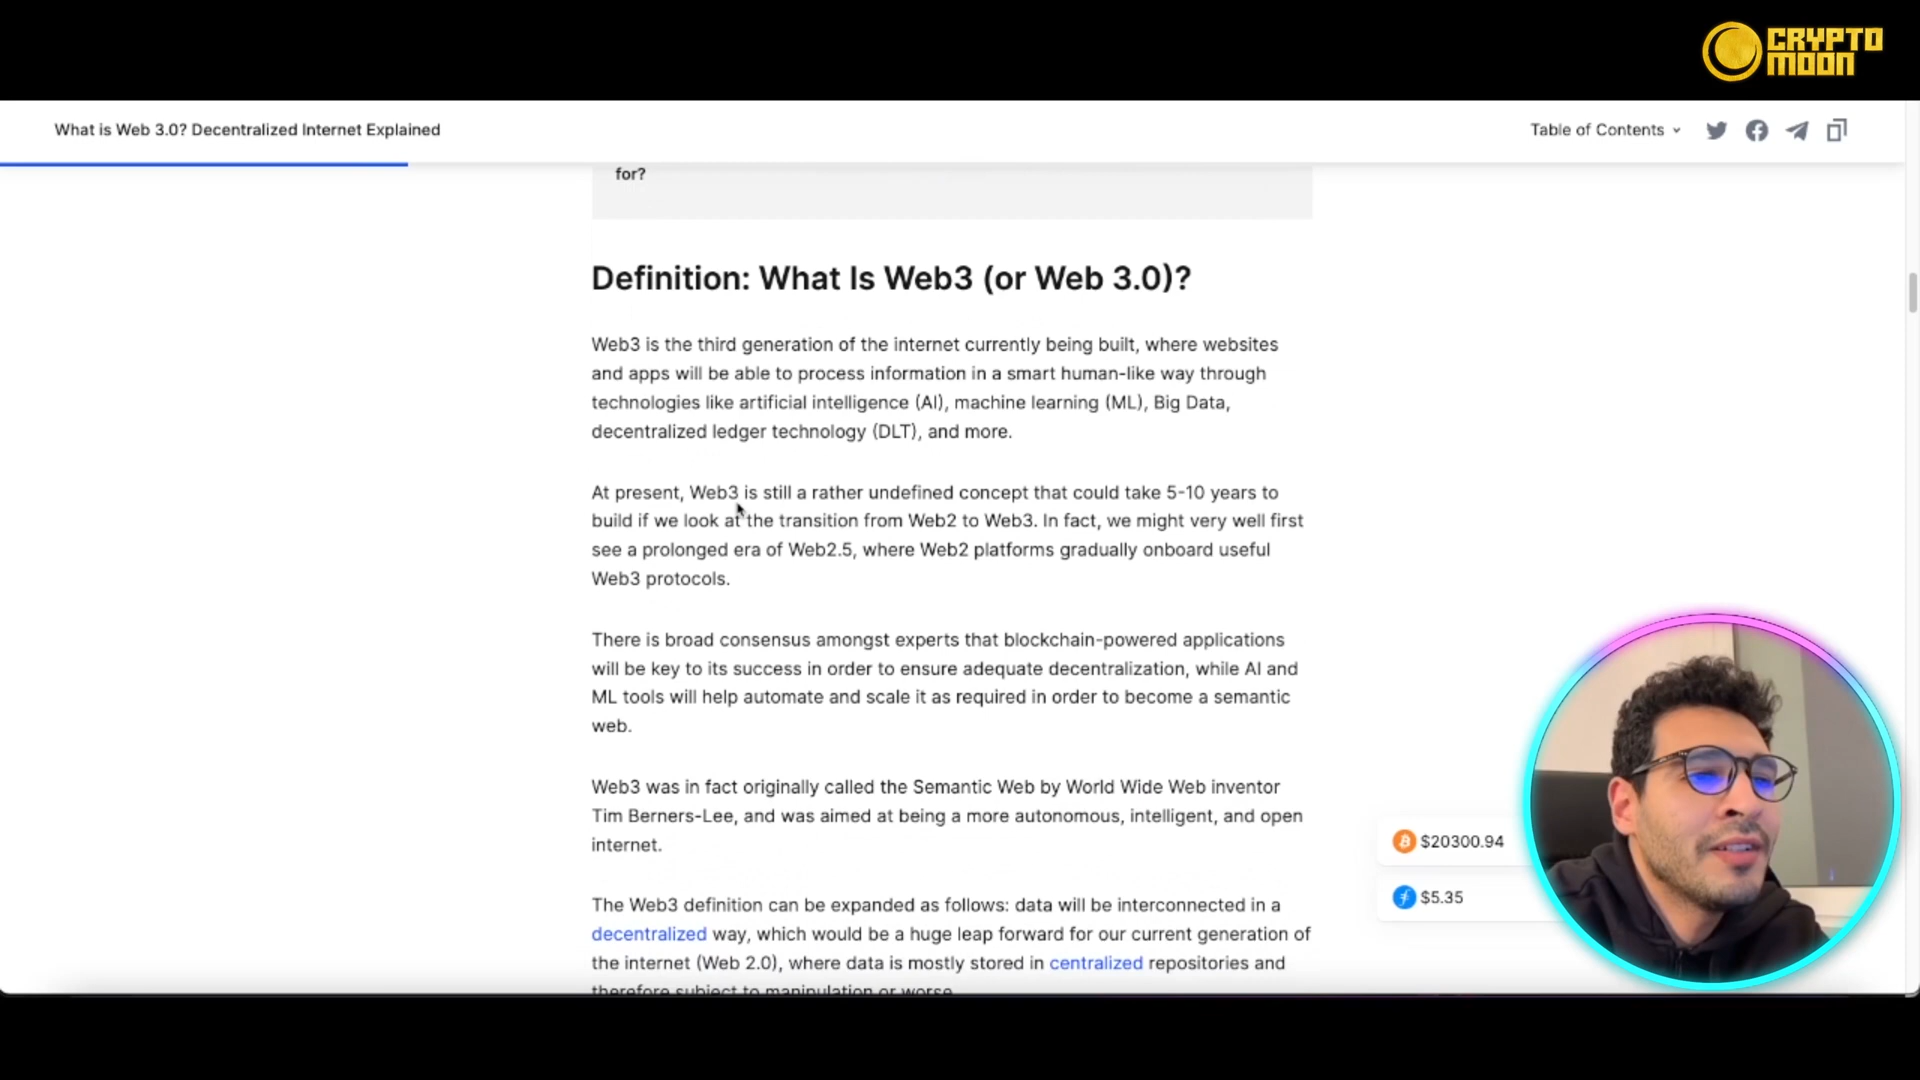 CRYPTO
MOON
What is Web 3.0? Decentralized Internet Explained
Table of Contents
for?
Definition: What Is Web3 (or Web 3.0)?
Web3 is the third generation of the internet currently being built, where websites
and apps will be able to process information in a smart human-like way through
technologies like artificial intelligence (AI), machine learning (ML), Big Data,
decentralized ledger technology (DLT), and more.
At present, Web3 is still a rather undefined concept that could take 5-10 years to
build if we look at the transition from Web2 to Web3. In fact, we might very well first
see a prolonged era of Web2.5, where Web2 platforms gradually onboard useful
Web3 protocols.
There is broad consensus amongst experts that blockchain-powered applications
will be key to its success in order to ensure adequate decentralization, while AI and
ML tools will help automate and scale it as required in order to become a semantic
web.
Web3 was in fact originally called the Semantic Web by World Wide Web inventor
Tim Berners-Lee, and was aimed at being a more autonomous, intelligent, and open
internet.
$20300.94
$5.35
The Web3 definition can be expanded as follows: data will be interconnected in a
decentralized way, which would be a huge leap forward for our current generation of
the internet (Web 2.0), where data is mostly stored in centralized repositories and
therefore subject to manipulation or worse.